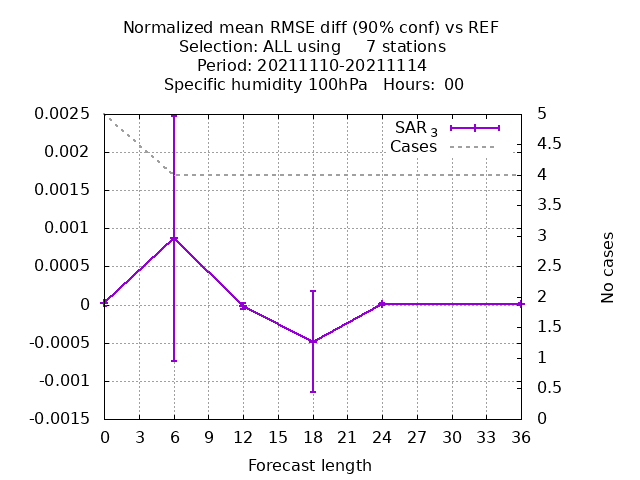 Normalized mean RMSE diff (90% conf) vs REF
Selection: ALL using     7 stations
Period: 20211110-20211114
Specific humidity 100hPa   Hours:  00
0.0025
0.002
0.0015
0.001
0.0005
0
-0.0005
-0.001
-0.0015
SAR 3
Cases
5
4.5
4
3.5
3
2.5
2
1.5
1
0.5
0
No cases
0 3 6 9 12 15 18 21 24 27 30 33 36
Forecast length